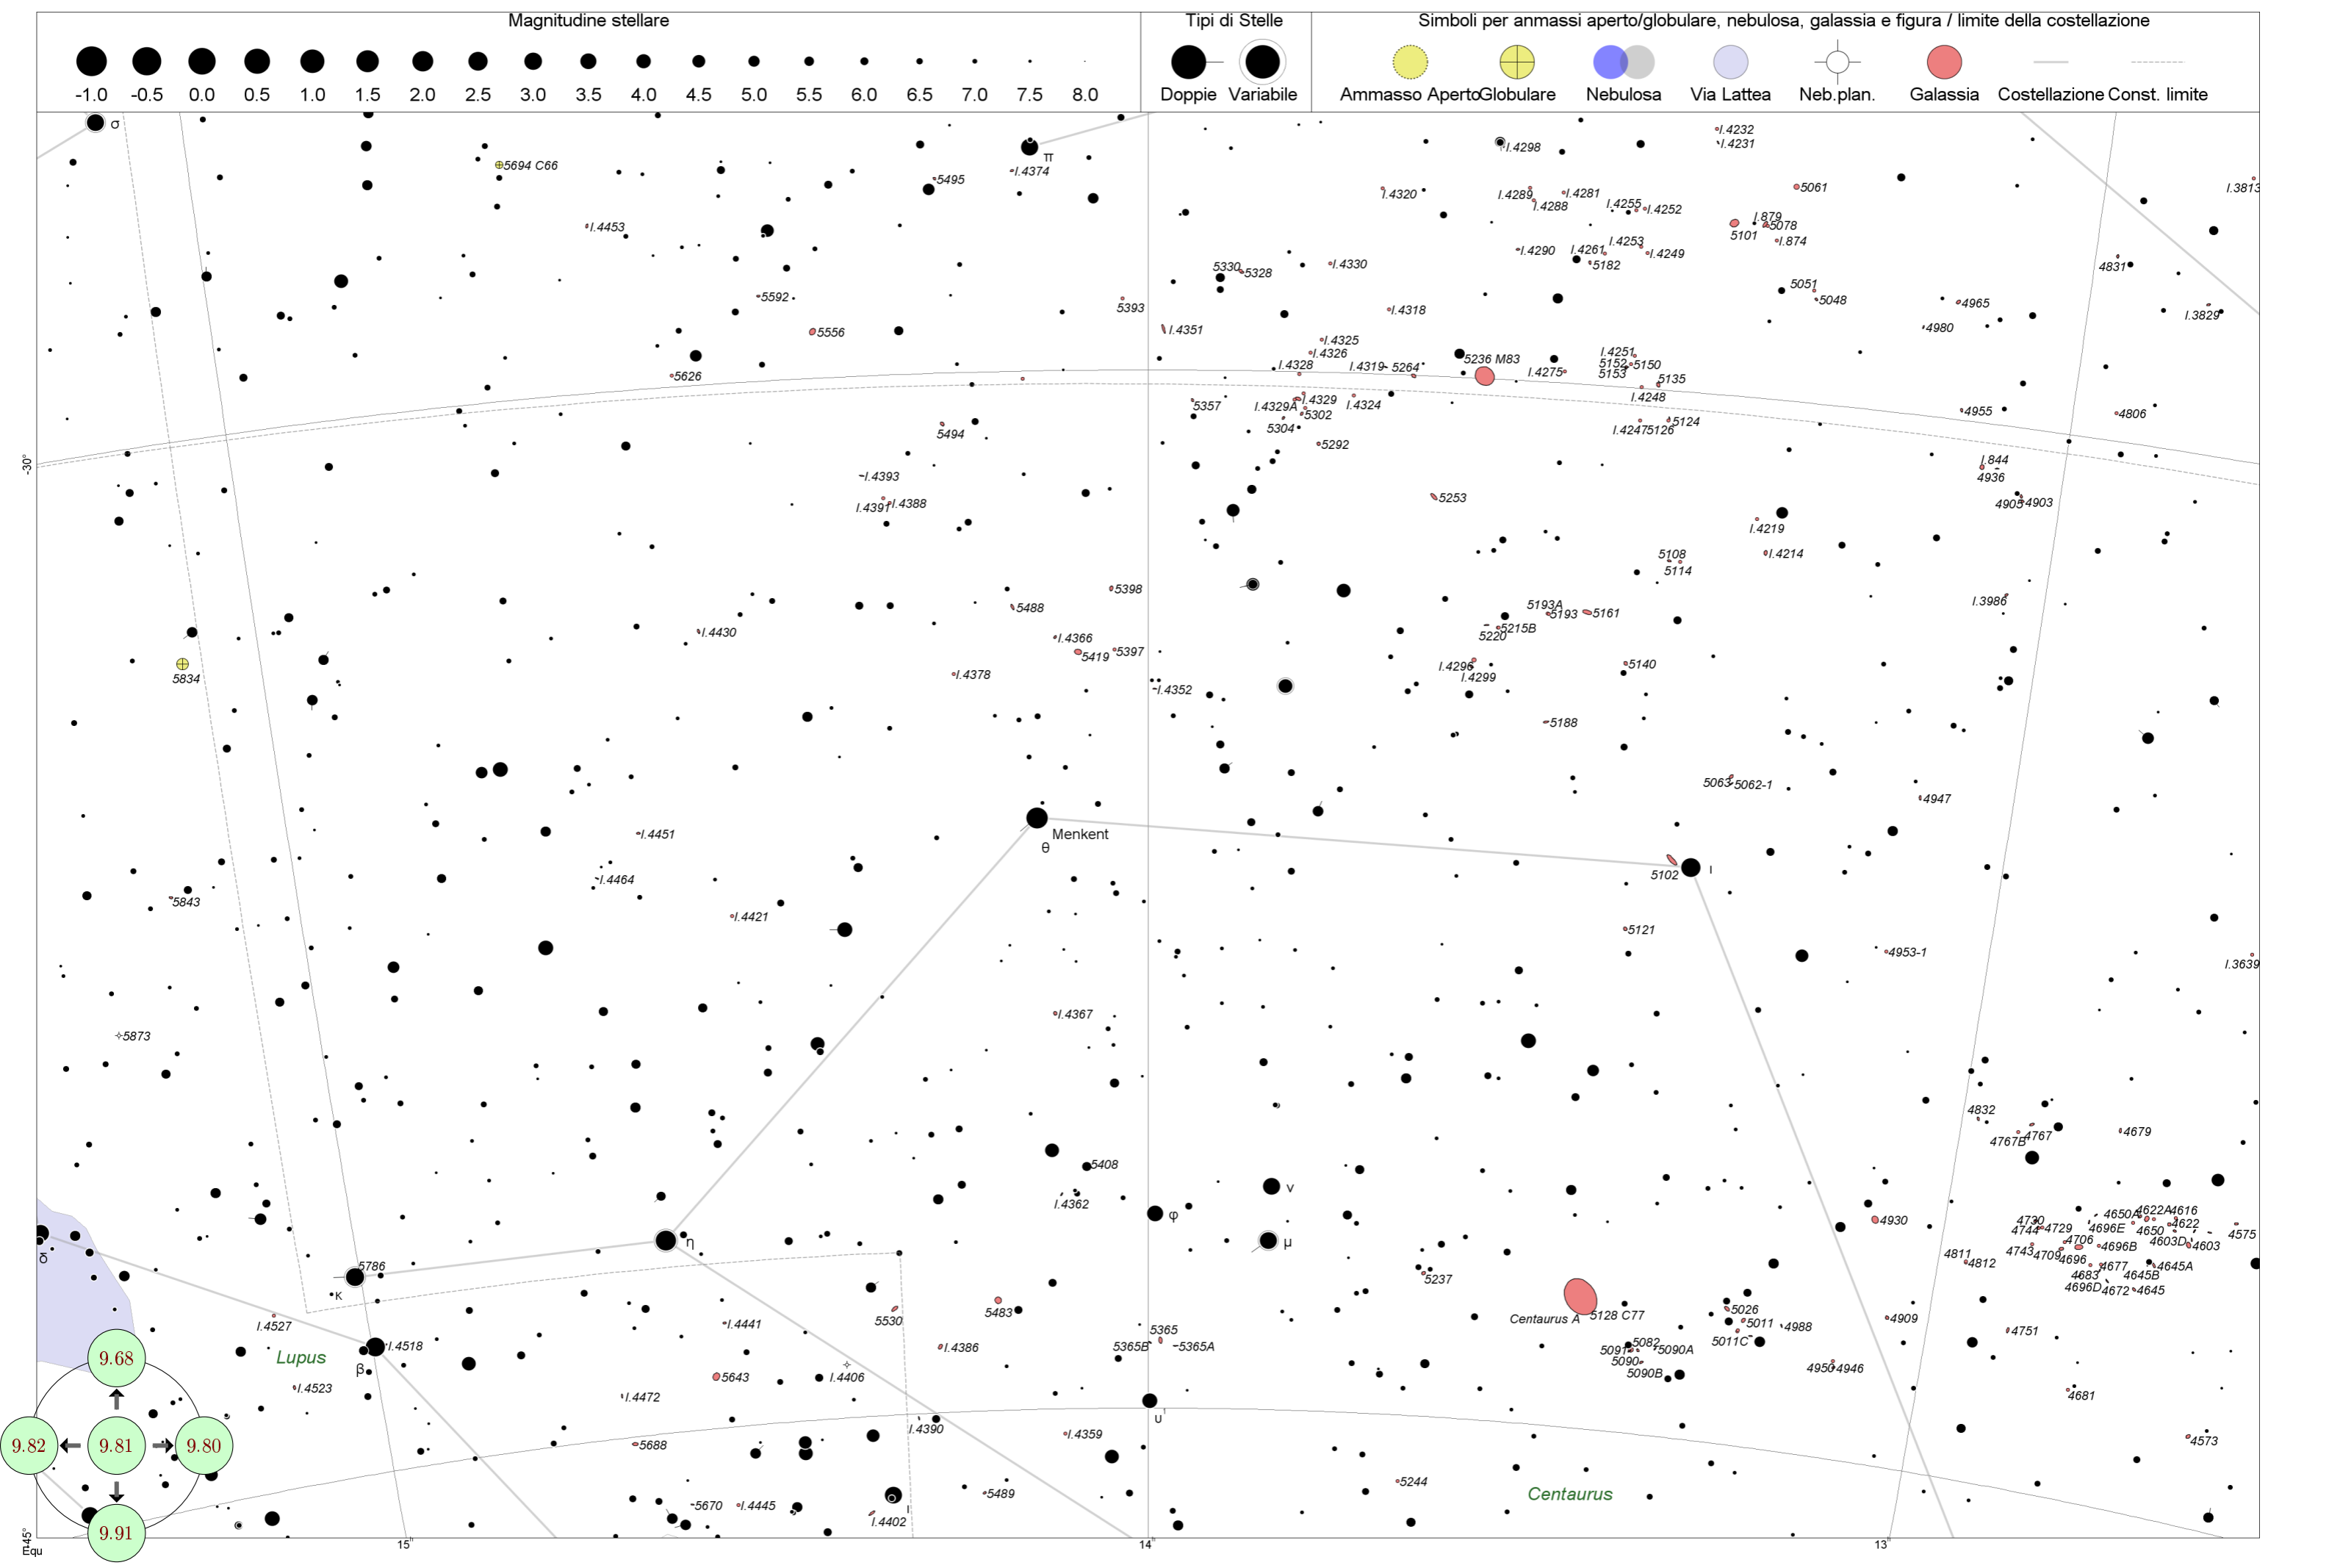 Magnitudine stellare
Tipi di Stelle
Simboli per anmassi aperto/globulare, nebulosa, galassia e figura / limite della costellazione
-1.0 -0.5 0.0 0.5 1.0 1.5 2.0 2.5 3.0 3.5 4.0 4.5 5.0 5.5 6.0 6.5 7.0 7.5 8.0
Doppie Variabile
Ammasso Aperto Globulare Nebulosa Via Lattea Neb.plan. Galassia Costellazione Const. limite
σ
π
5694 C66
I.4374
5495
I.4298
I.4232
I.4231
I.4320
I.4289
I.4281
I.4288
I.4255
I.4252
5061
I.3813
I.4453
I.879
5101
5078
I.874
I.4290
I.4261
I.4253
I.4249
5182
4831
5330
5328
I.4330
5592
5393
5051
5048
4965
I.3829
5556
I.4351
I.4318
4980
I.4325
I.4326
I.4328
I.4319
5264
5236 M83
I.4275
I.4251
5152
5150
5153
5135
I.4248
5626
5357
I.4329A
I.4329
5302
5304
I.4324
5292
I.4247
5126
5124
4955
4806
5494
-30°
I.4393
I.4391
I.4388
5253
I.844
4936
4905
4903
I.4219
I.4214
5108
5114
5398
5488
5193A
5193
5161
5215B
5220
I.3986
I.4430
I.4366
5419
5397
5834
I.4378
I.4352
I.4296
I.4299
5140
5188
5063
5062-1
4947
Menkent
θ
I.4451
5102
ι
I.4464
5843
I.4421
5121
4953-1
I.3639
5873
I.4367
4832
4767B
4767
4679
5408
I.4362
ν
φ
μ
η
δ
5786
κ
4930
4730
4744
4729
4650A
4622A
4616
4696E
4650
4622
4575
4706
4743
4709
4696
4696B
4603D
4603
4811
4812
4683
4677
4645B
4645A
4696D
4672
4645
5237
Centaurus A
5128 C77
5026
5011
5011C
4988
4909
4751
I.4527
Lupus
I.4518
β
I.4523
I.4441
5530
5483
I.4386
5365
5365B
5365A
5082
5091
5090A
5090
5090B
4950
4946
5643
I.4406
I.4472
4681
υ
I.4390
5688
I.4359
4573
5244
5670
I.4445
5489
I.4402
ι
Centaurus
9.68
9.82
9.81
9.80
9.91
-45°
Equ
15h
14h
13h